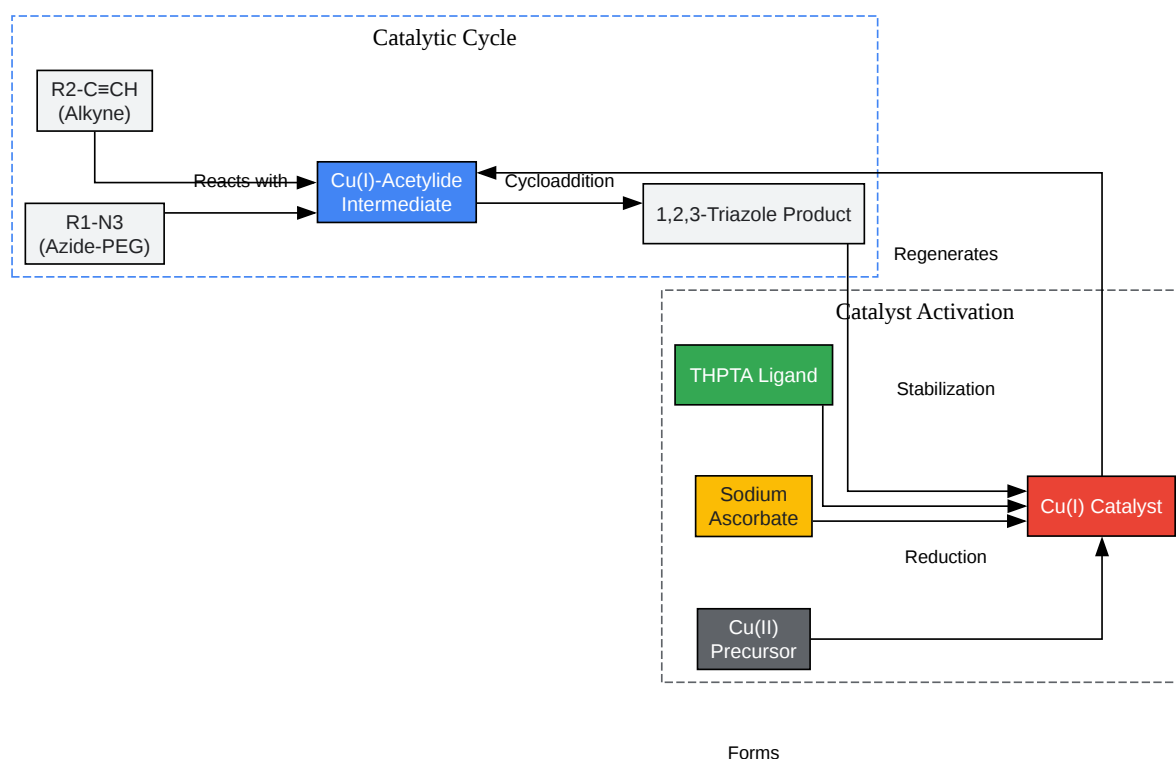 Catalytic Cycle
R2-C≡CH
(Alkyne)
Reacts with
Cu(I)-Acetylide
Intermediate
Cycloaddition
R1-N3
(Azide-PEG)
1,2,3-Triazole Product
Regenerates
Catalyst Activation
THPTA Ligand
Stabilization
Sodium
Ascorbate
Cu(I) Catalyst
Reduction
Cu(II)
Precursor
Forms